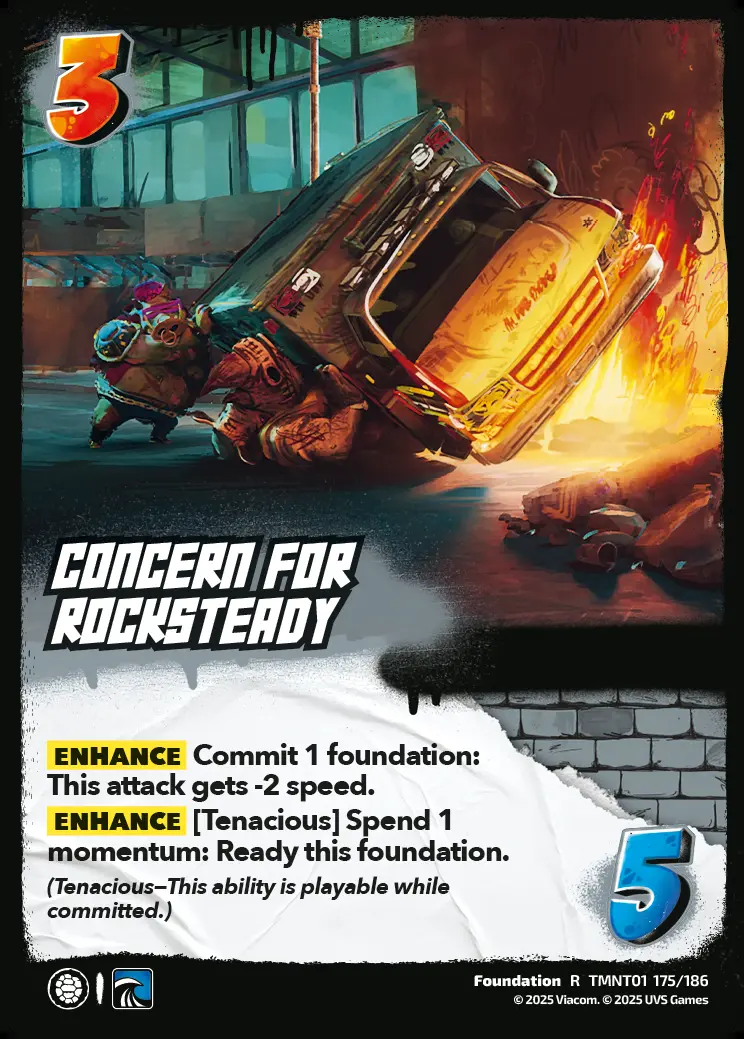 3
CONCERN FOR
ROCKSTEADY
ENHANCE Commit 1 foundation:
This attack gets -2 speed.
ENHANCE [Tenacious] Spend 1
momentum: Ready this foundation.
(Tenacious—This ability is playable while
committed.)
5
Foundation R TMNT01 175/186
© 2025 Viacom. © 2025 UVS Games